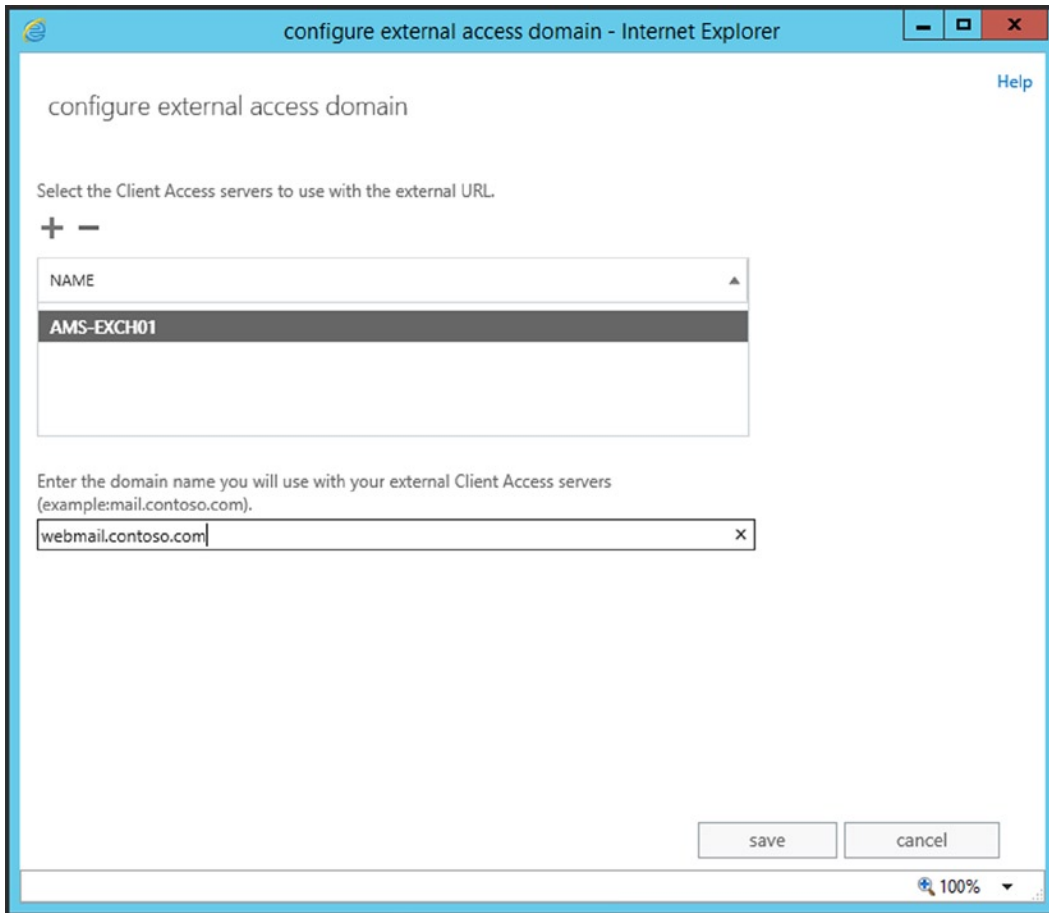 configure external access domain - Internet Explorer
Help
configure external access domain
Select the Client Access servers to use with the external URL.
NAME
AMS-EXCH01
Enter the domain name you will use with your external Client Access servers
(example:mail.contoso.com).
webmail.contoso.com
save
cancel
100%